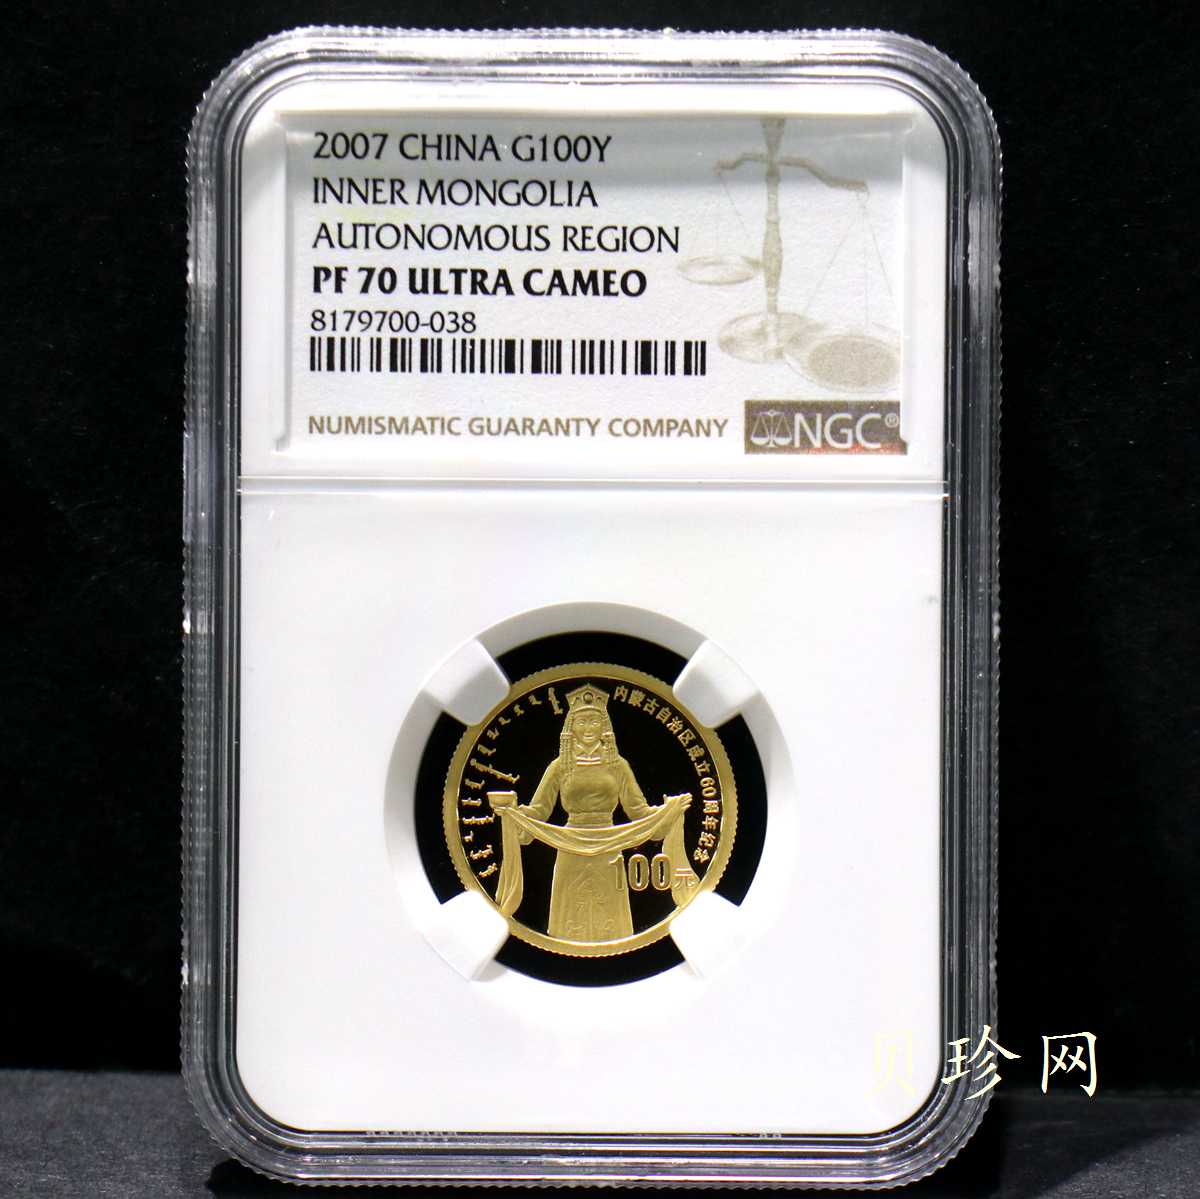 2007 CHINA G100Y
INNER MONGOLIA
AUTONOMOUS REGION
PF 70 ULTRA CAMEO
8179700-038
NUMISMATIC GUARANTY COMPANY
NGC®
内蒙古自治区成立60周年纪念
100元
贝珍网